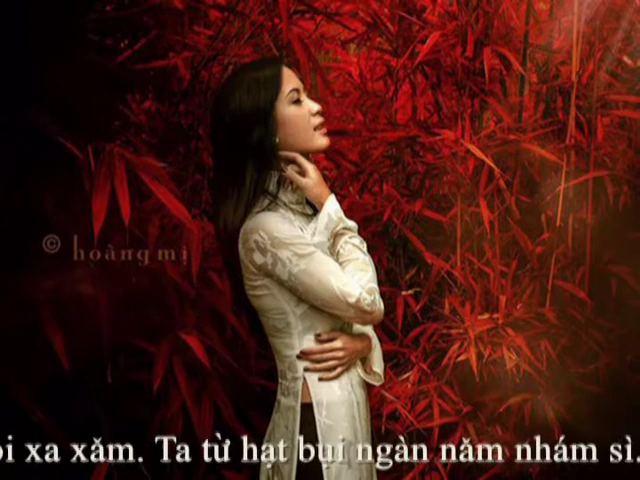 © hoàng mi
xa xăm. Ta từ hạt bụi ngàn năm nhám sì.